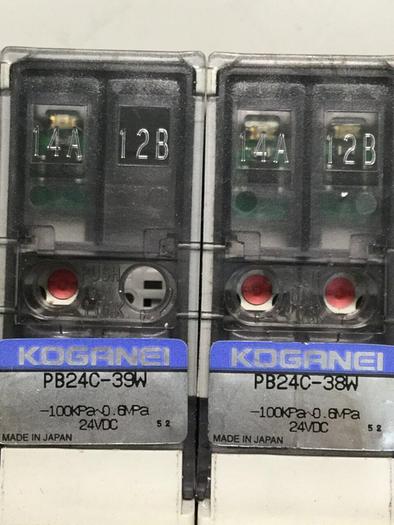 14A 12B
PUSH
KOGANEI
PB24C-39W
-100KPa~0.6MPa
24VDC 52
MADE IN JAPAN
14A 12B
KOGANEI
PB24C-38W
-100KPa~0.6MPa
24VDC 52
MADE IN JAPAN